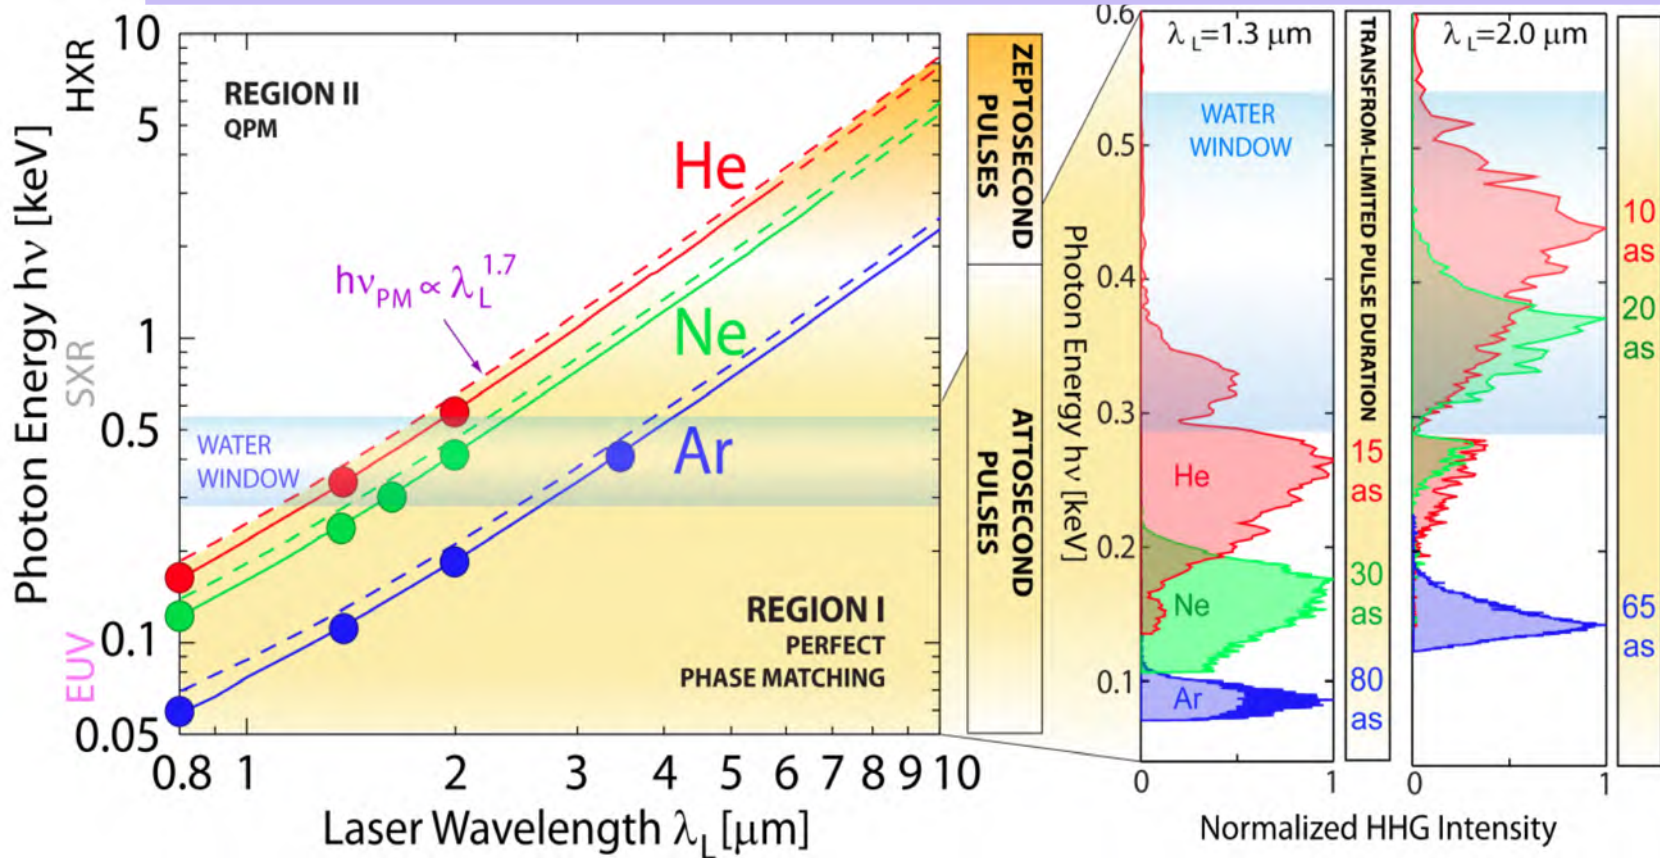 HXR
SXR
EUV
Photon Energy hν [keV]
10
5
1
0.5
0.1
0.05
REGION II
QPM
He
hν_PM ∝ λ_L^1.7
Ne
WATER
WINDOW
Ar
REGION I
PERFECT
PHASE MATCHING
0.8 1 2 3 4 5 6 7 8 9 10
Laser Wavelength λ_L [μm]
ZEPTOSECOND
PULSES
ATTOSECOND
PULSES
Photon Energy hν [keV]
0.6
0.5
0.4
0.3
0.2
0.1
λ_L=1.3 μm
WATER
WINDOW
He
Ne
Ar
0 1
TRANSFROM-LIMITED PULSE DURATION
15
as
30
as
80
as
λ_L=2.0 μm
0 1
10
as
20
as
65
as
Normalized HHG Intensity